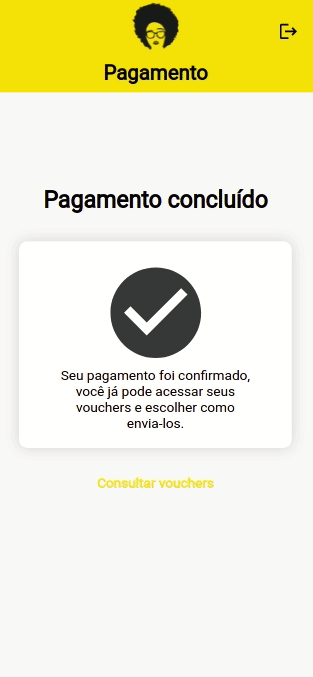 Pagamento
Pagamento concluído
Seu pagamento foi confirmado,
você já pode acessar seus
vouchers e escolher como
envia-los.
Consultar vouchers